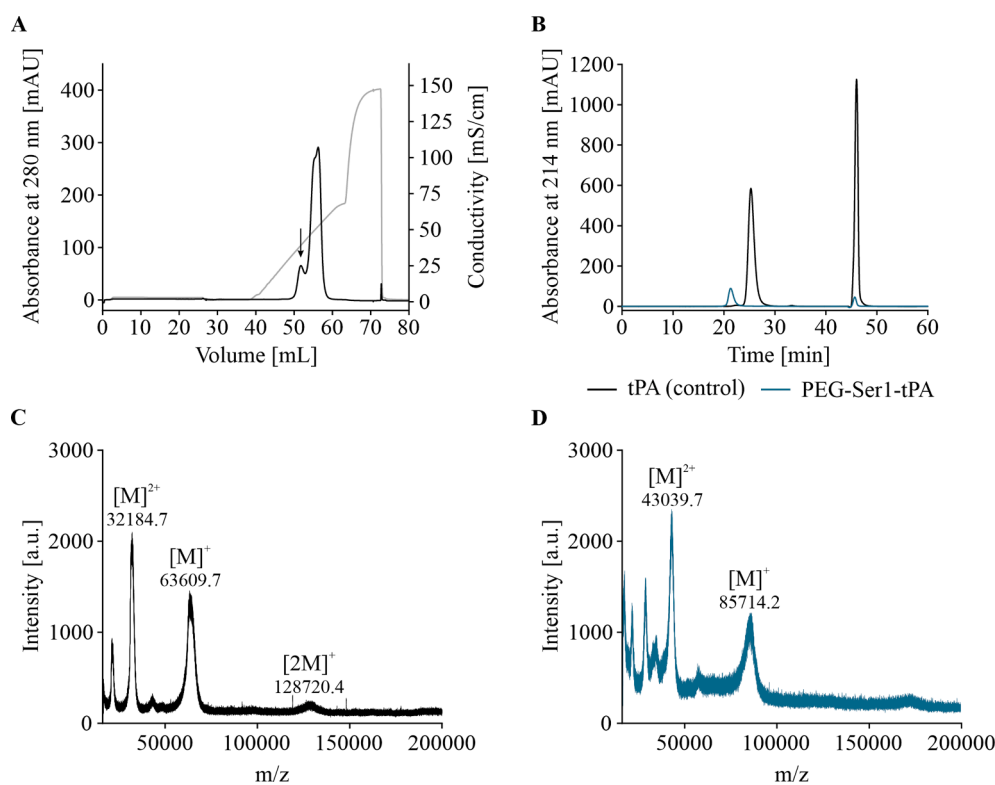 A
Absorbance at 280 nm [mAU]
400
300
200
100
0
150
125
100
75
50
25
0
Conductivity [mS/cm]
0 10 20 30 40 50 60 70 80
Volume [mL]
B
Absorbance at 214 nm [mAU]
1200
1000
800
600
400
200
0
0 10 20 30 40 50 60
Time [min]
tPA (control) PEG-Ser1-tPA
C
Intensity [a.u.]
3000
2000
1000
0
[M]²⁺
32184.7
[M]⁺
63609.7
[2M]⁺
128720.4
50000 100000 150000 200000
m/z
D
Intensity [a.u.]
3000
2000
1000
0
[M]²⁺
43039.7
[M]⁺
85714.2
50000 100000 150000 200000
m/z